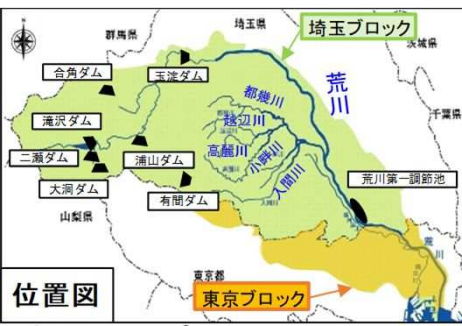 埼玉県
群馬県
埼玉ブロック
茨城県
合角ダム
玉淀ダム
荒川
都幾川
千葉県
滝沢ダム
越辺川
二瀬ダム
高麗川
小畔川
浦山ダム
入間川
荒川第一調節池
大洞ダム
有間ダム
山梨県
荒川
東京都
位置図
東京ブロック